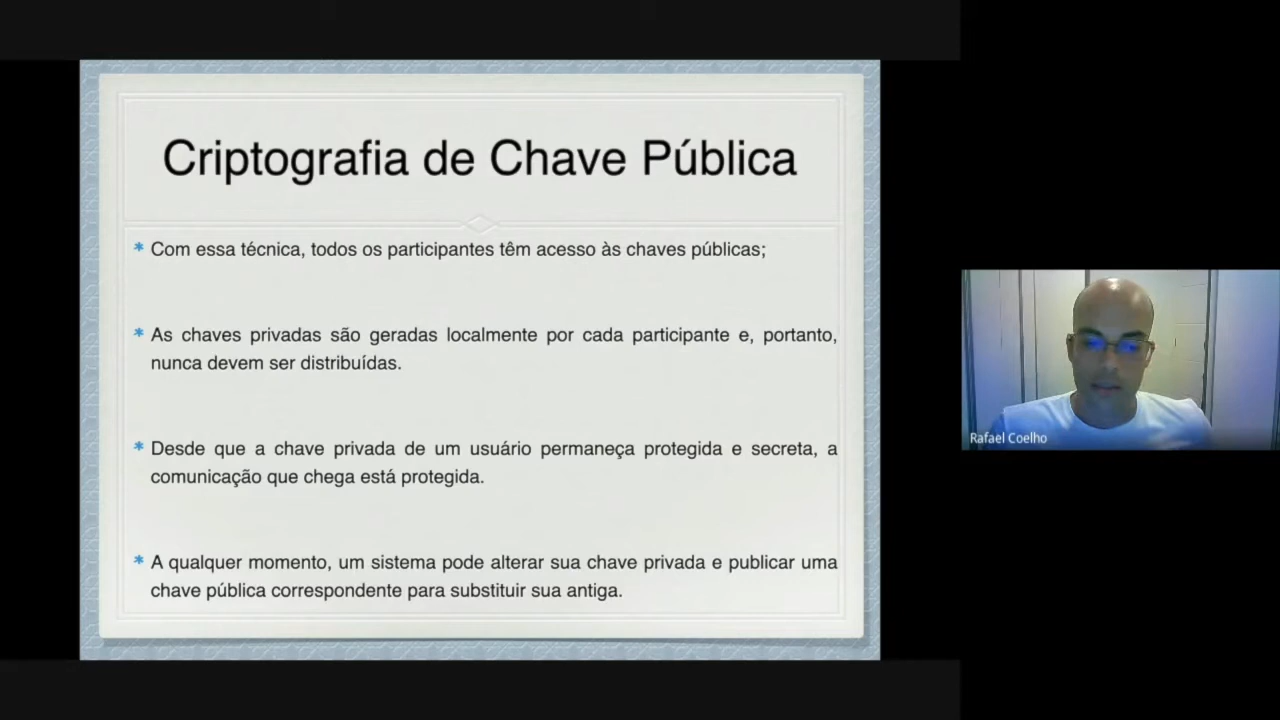 Criptografia de Chave Pública
* Com essa técnica, todos os participantes têm acesso às chaves públicas;
* As chaves privadas são geradas localmente por cada participante e, portanto,
nunca devem ser distribuídas.
* Desde que a chave privada de um usuário permaneça protegida e secreta, a
comunicação que chega está protegida.
* A qualquer momento, um sistema pode alterar sua chave privada e publicar uma
chave pública correspondente para substituir sua antiga.
Rafael Coelho